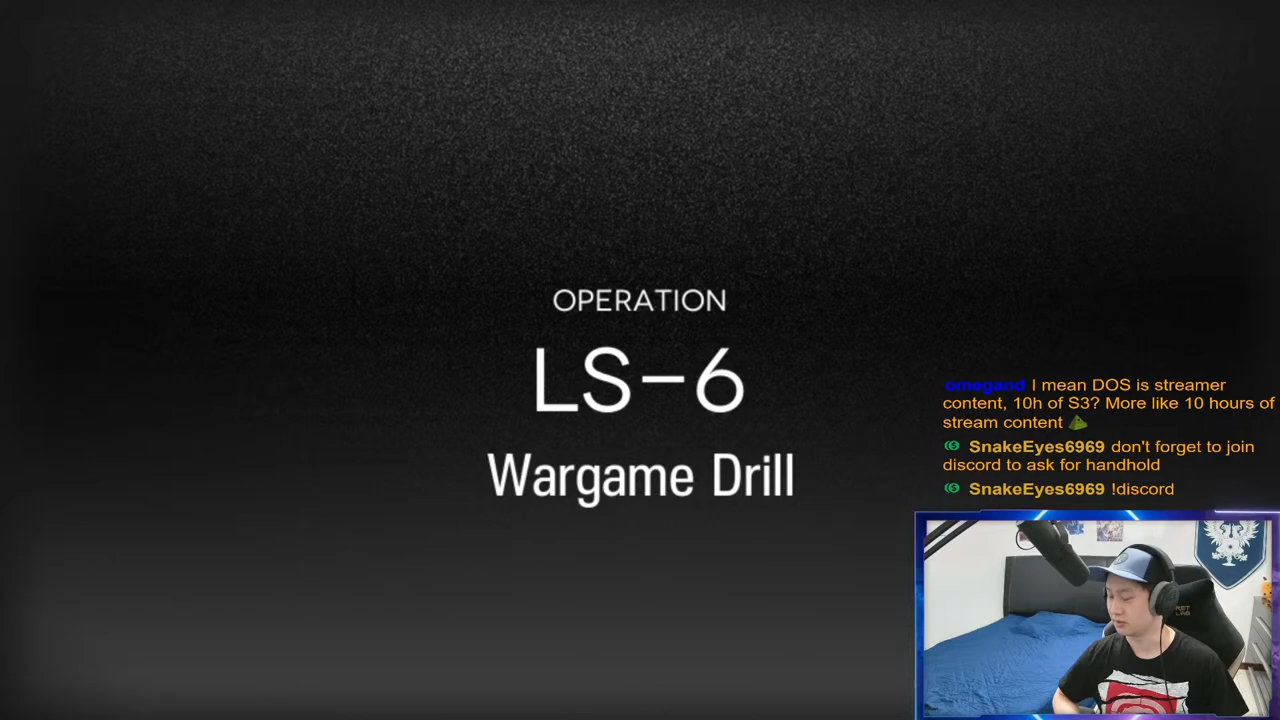 OPERATION
LS-6
Wargame Drill
omegand I mean DOS is streamer
content, 10h of S3? More like 10 hours of
stream content
SnakeEyes6969 don't forget to join
discord to ask for handhold
SnakeEyes6969 !discord